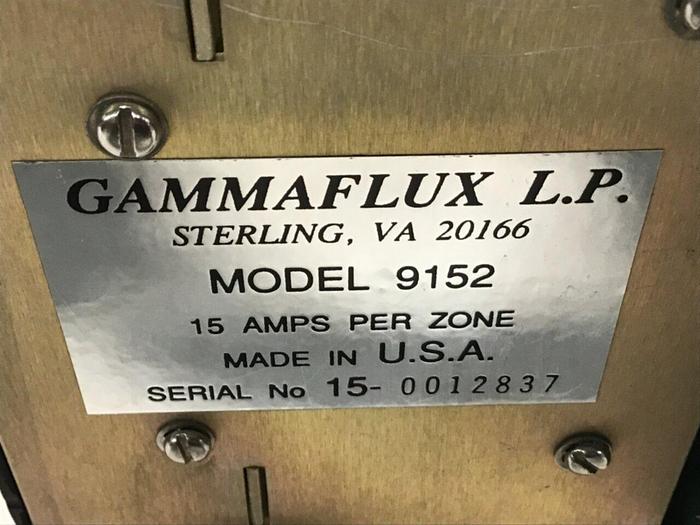 GAMMAFLUX L.P.
STERLING, VA 20166
MODEL 9152
15 AMPS PER ZONE
MADE IN U.S.A.
SERIAL No 15- 0012837